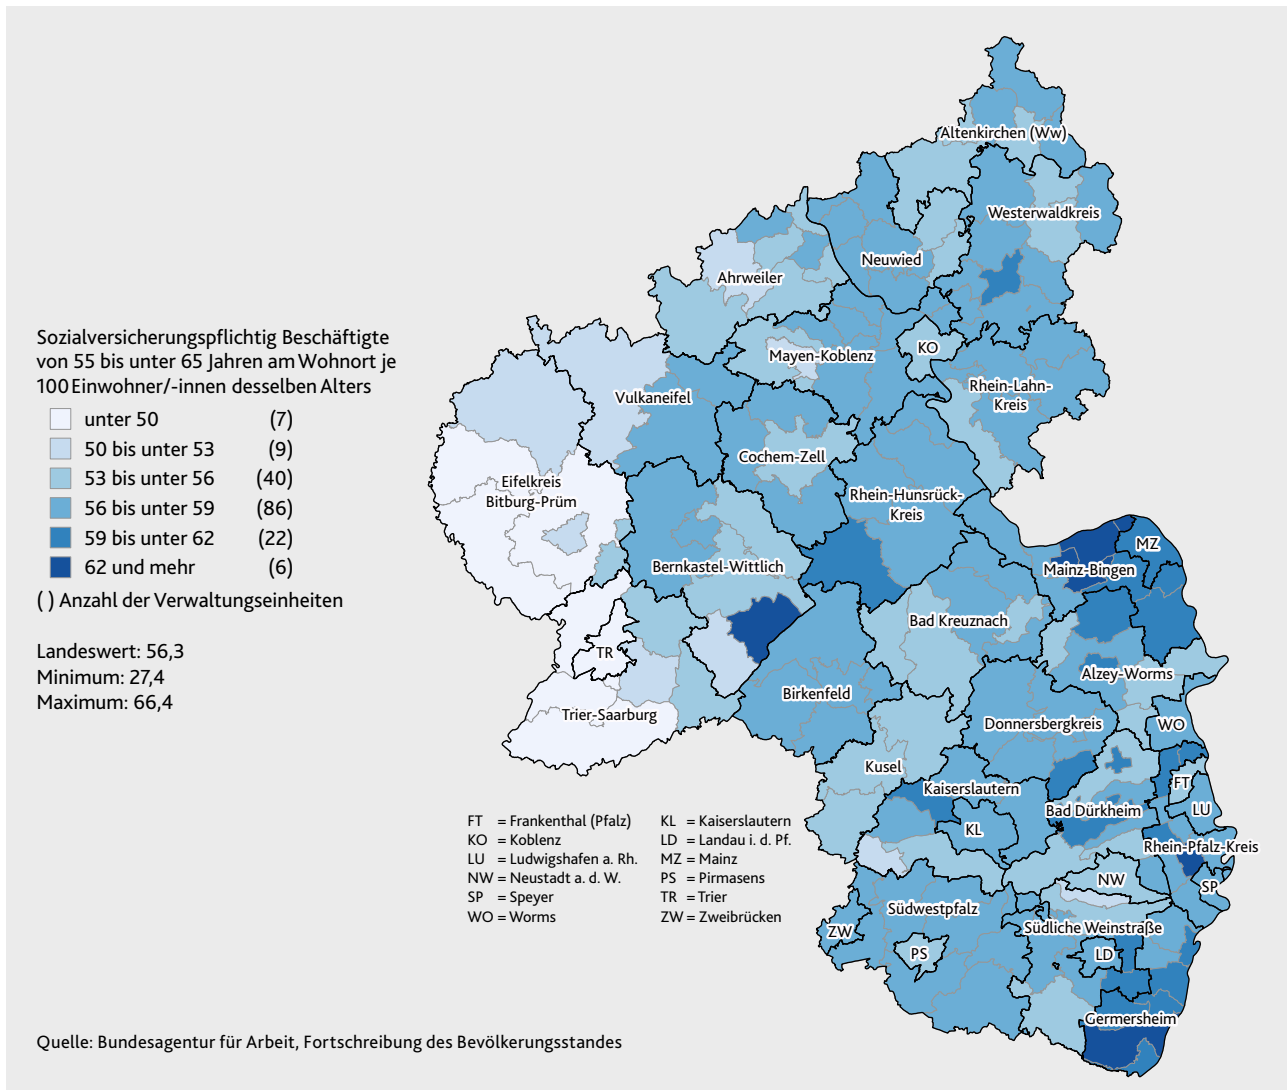 Sozialversicherungspflichtig Beschäftigte
von 55 bis unter 65 Jahren am Wohnort je
100 Einwohner/-innen desselben Alters
unter 50 (7)
50 bis unter 53 (9)
53 bis unter 56 (40)
56 bis unter 59 (86)
59 bis unter 62 (22)
62 und mehr (6)
( ) Anzahl der Verwaltungseinheiten
Landeswert: 56,3
Minimum: 27,4
Maximum: 66,4
Altenkirchen (Ww)
Westerwaldkreis
Neuwied
Ahrweiler
KO
Mayen-Koblenz
Rhein-Lahn-
Kreis
Vulkaneifel
Cochem-Zell
Eifelkreis
Bitburg-Prüm
Rhein-Hunsrück-
Kreis
MZ
Mainz-Bingen
Bernkastel-Wittlich
Bad Kreuznach
TR
Alzey-Worms
Birkenfeld
Trier-Saarburg
Donnersbergkreis
WO
Kusel
FT
Kaiserslautern
LU
Bad Dürkheim
KL
Rhein-Pfalz-Kreis
NW
SP
Südwestpfalz
Südliche Weinstraße
ZW
PS
LD
Germersheim
FT = Frankenthal (Pfalz)
KO = Koblenz
LU = Ludwigshafen a. Rh.
NW = Neustadt a. d. W.
SP = Speyer
WO = Worms
KL = Kaiserslautern
LD = Landau i. d. Pf.
MZ = Mainz
PS = Pirmasens
TR = Trier
ZW = Zweibrücken
Quelle: Bundesagentur für Arbeit, Fortschreibung des Bevölkerungsstandes